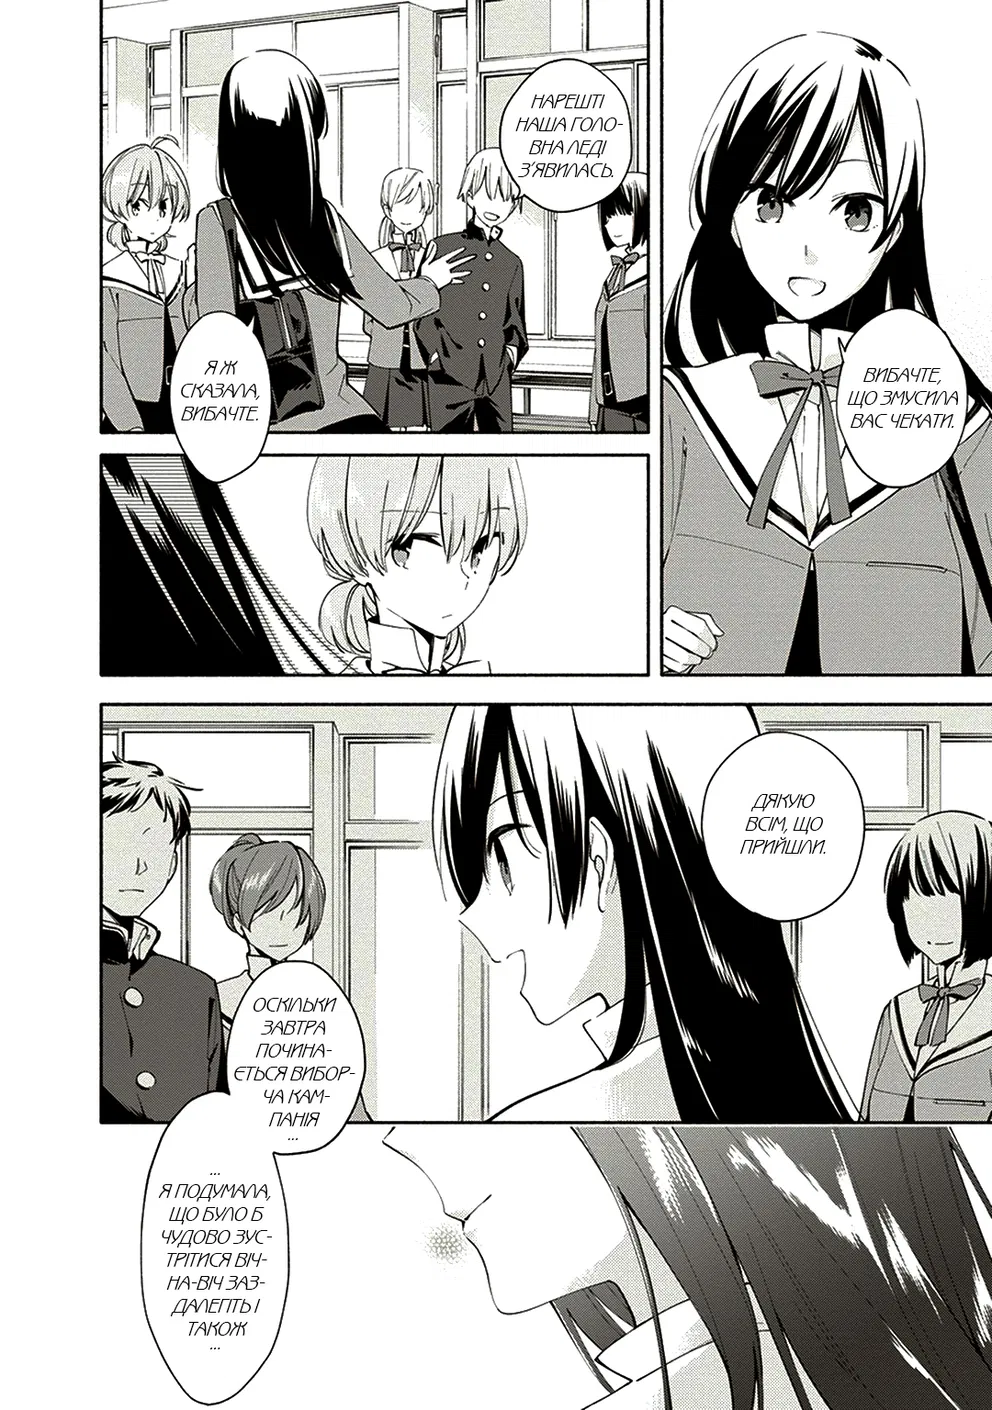 ВИБАЧТЕ,
ЩО ЗМУСИЛА
ВАС ЧЕКАТИ.
НАРЕШТІ
НАША ГОЛО-
ВНА ЛЕДІ
З'ЯВИЛАСЬ.
Я Ж
СКАЗАЛА,
ВИБАЧТЕ.
ДЯКУЮ
ВСІМ, ЩО
ПРИЙШЛИ.
ОСКІЛЬКИ
ЗАВТРА
ПОЧИНА-
ЄТЬСЯ ВИБОР-
ЧА КАМ-
ПАНІЯ
...
...
Я ПОДУМАЛА,
ЩО БУЛО Б
ЧУДОВО ЗУС-
ТРІТИСЯ ВІЧ-
НА-ВІЧ ЗАЗ-
ДАЛЕПТЬ І
ТАКОЖ
...